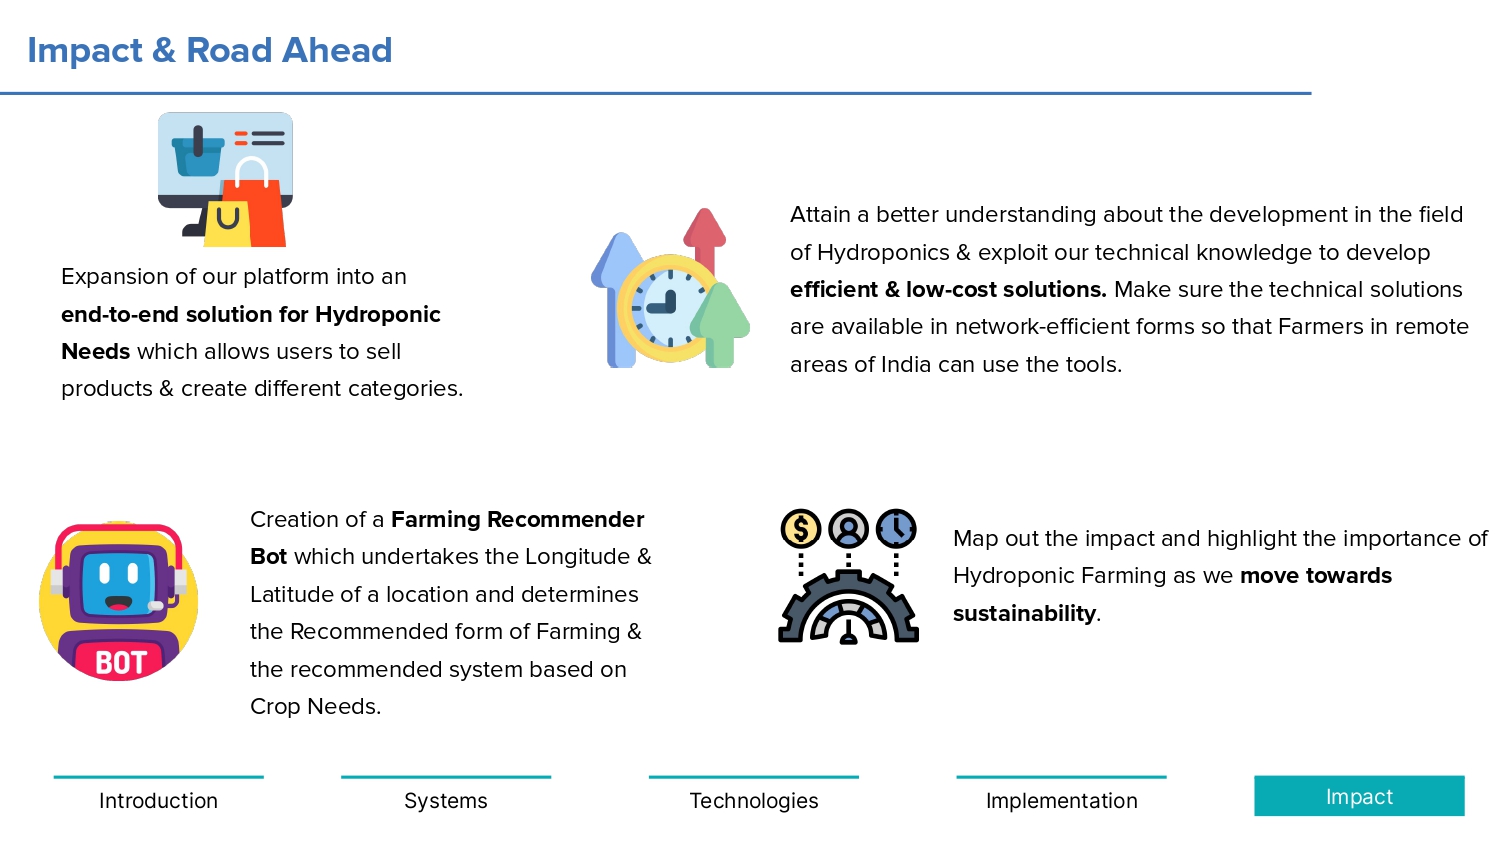 Impact & Road Ahead
Expansion of our platform into an
end-to-end solution for Hydroponic
Needs which allows users to sell
products & create different categories.
Attain a better understanding about the development in the field
of Hydroponics & exploit our technical knowledge to develop
efficient & low-cost solutions. Make sure the technical solutions
are available in network-efficient forms so that Farmers in remote
areas of India can use the tools.
BOT
Creation of a Farming Recommender
Bot which undertakes the Longitude &
Latitude of a location and determines
the Recommended form of Farming &
the recommended system based on
Crop Needs.
$
Map out the impact and highlight the importance of
Hydroponic Farming as we move towards
sustainability.
Introduction
Systems
Technologies
Implementation
Impact